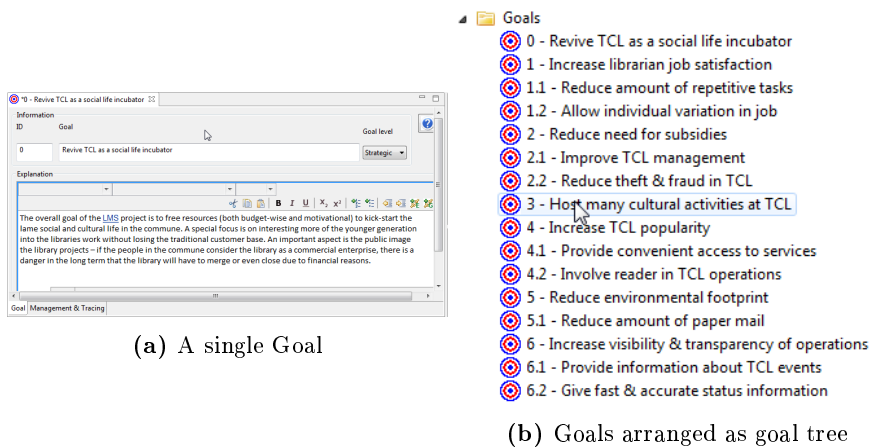 *0 - Revive TCL as a social life incubator
Information
ID Goal Goal level
0 Revive TCL as a social life incubator Strategic
Explanation
B I U X₂ X²
The overall goal of the LMS project is to free resources (both budget-wise and motivational) to kick-start the
lame social and cultural life in the commune. A special focus is on interesting more of the younger generation
into the libraries work without losing the traditional customer base. An important aspect is the public image
the library projects – if the people in the commune consider the library as a commercial enterprise, there is a
danger in the long term that the library will have to merge or even close due to financial reasons.
Goal Management & Tracing
(a) A single Goal
Goals
0 - Revive TCL as a social life incubator
1 - Increase librarian job satisfaction
1.1 - Reduce amount of repetitive tasks
1.2 - Allow individual variation in job
2 - Reduce need for subsidies
2.1 - Improve TCL management
2.2 - Reduce theft & fraud in TCL
3 - Host many cultural activities at TCL
4 - Increase TCL popularity
4.1 - Provide convenient access to services
4.2 - Involve reader in TCL operations
5 - Reduce environmental footprint
5.1 - Reduce amount of paper mail
6 - Increase visibility & transparency of operations
6.1 - Provide information about TCL events
6.2 - Give fast & accurate status information
(b) Goals arranged as goal tree